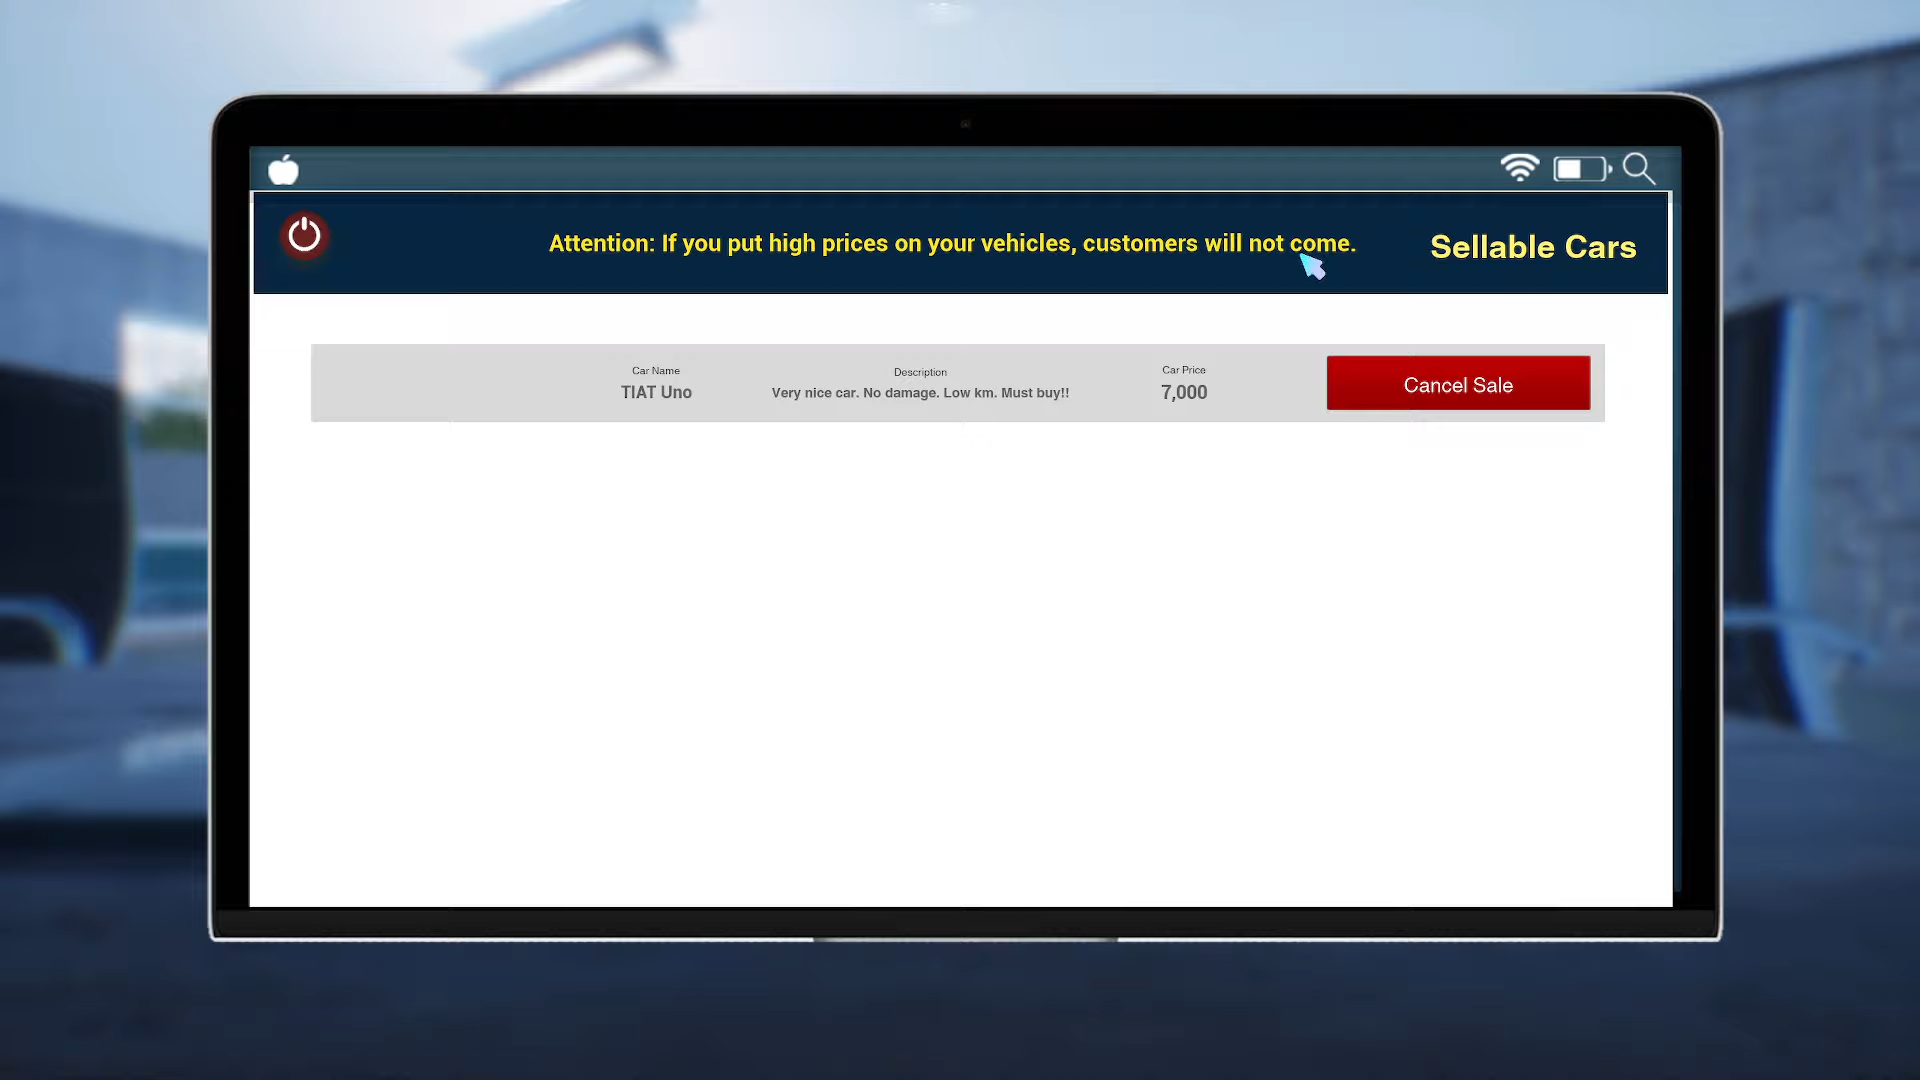 Attention: If you put high prices on your vehicles, customers will not come.
Sellable Cars
Car Name
TIAT Uno
Description
Very nice car. No damage. Low km. Must buy!!
Car Price
7,000
Cancel Sale